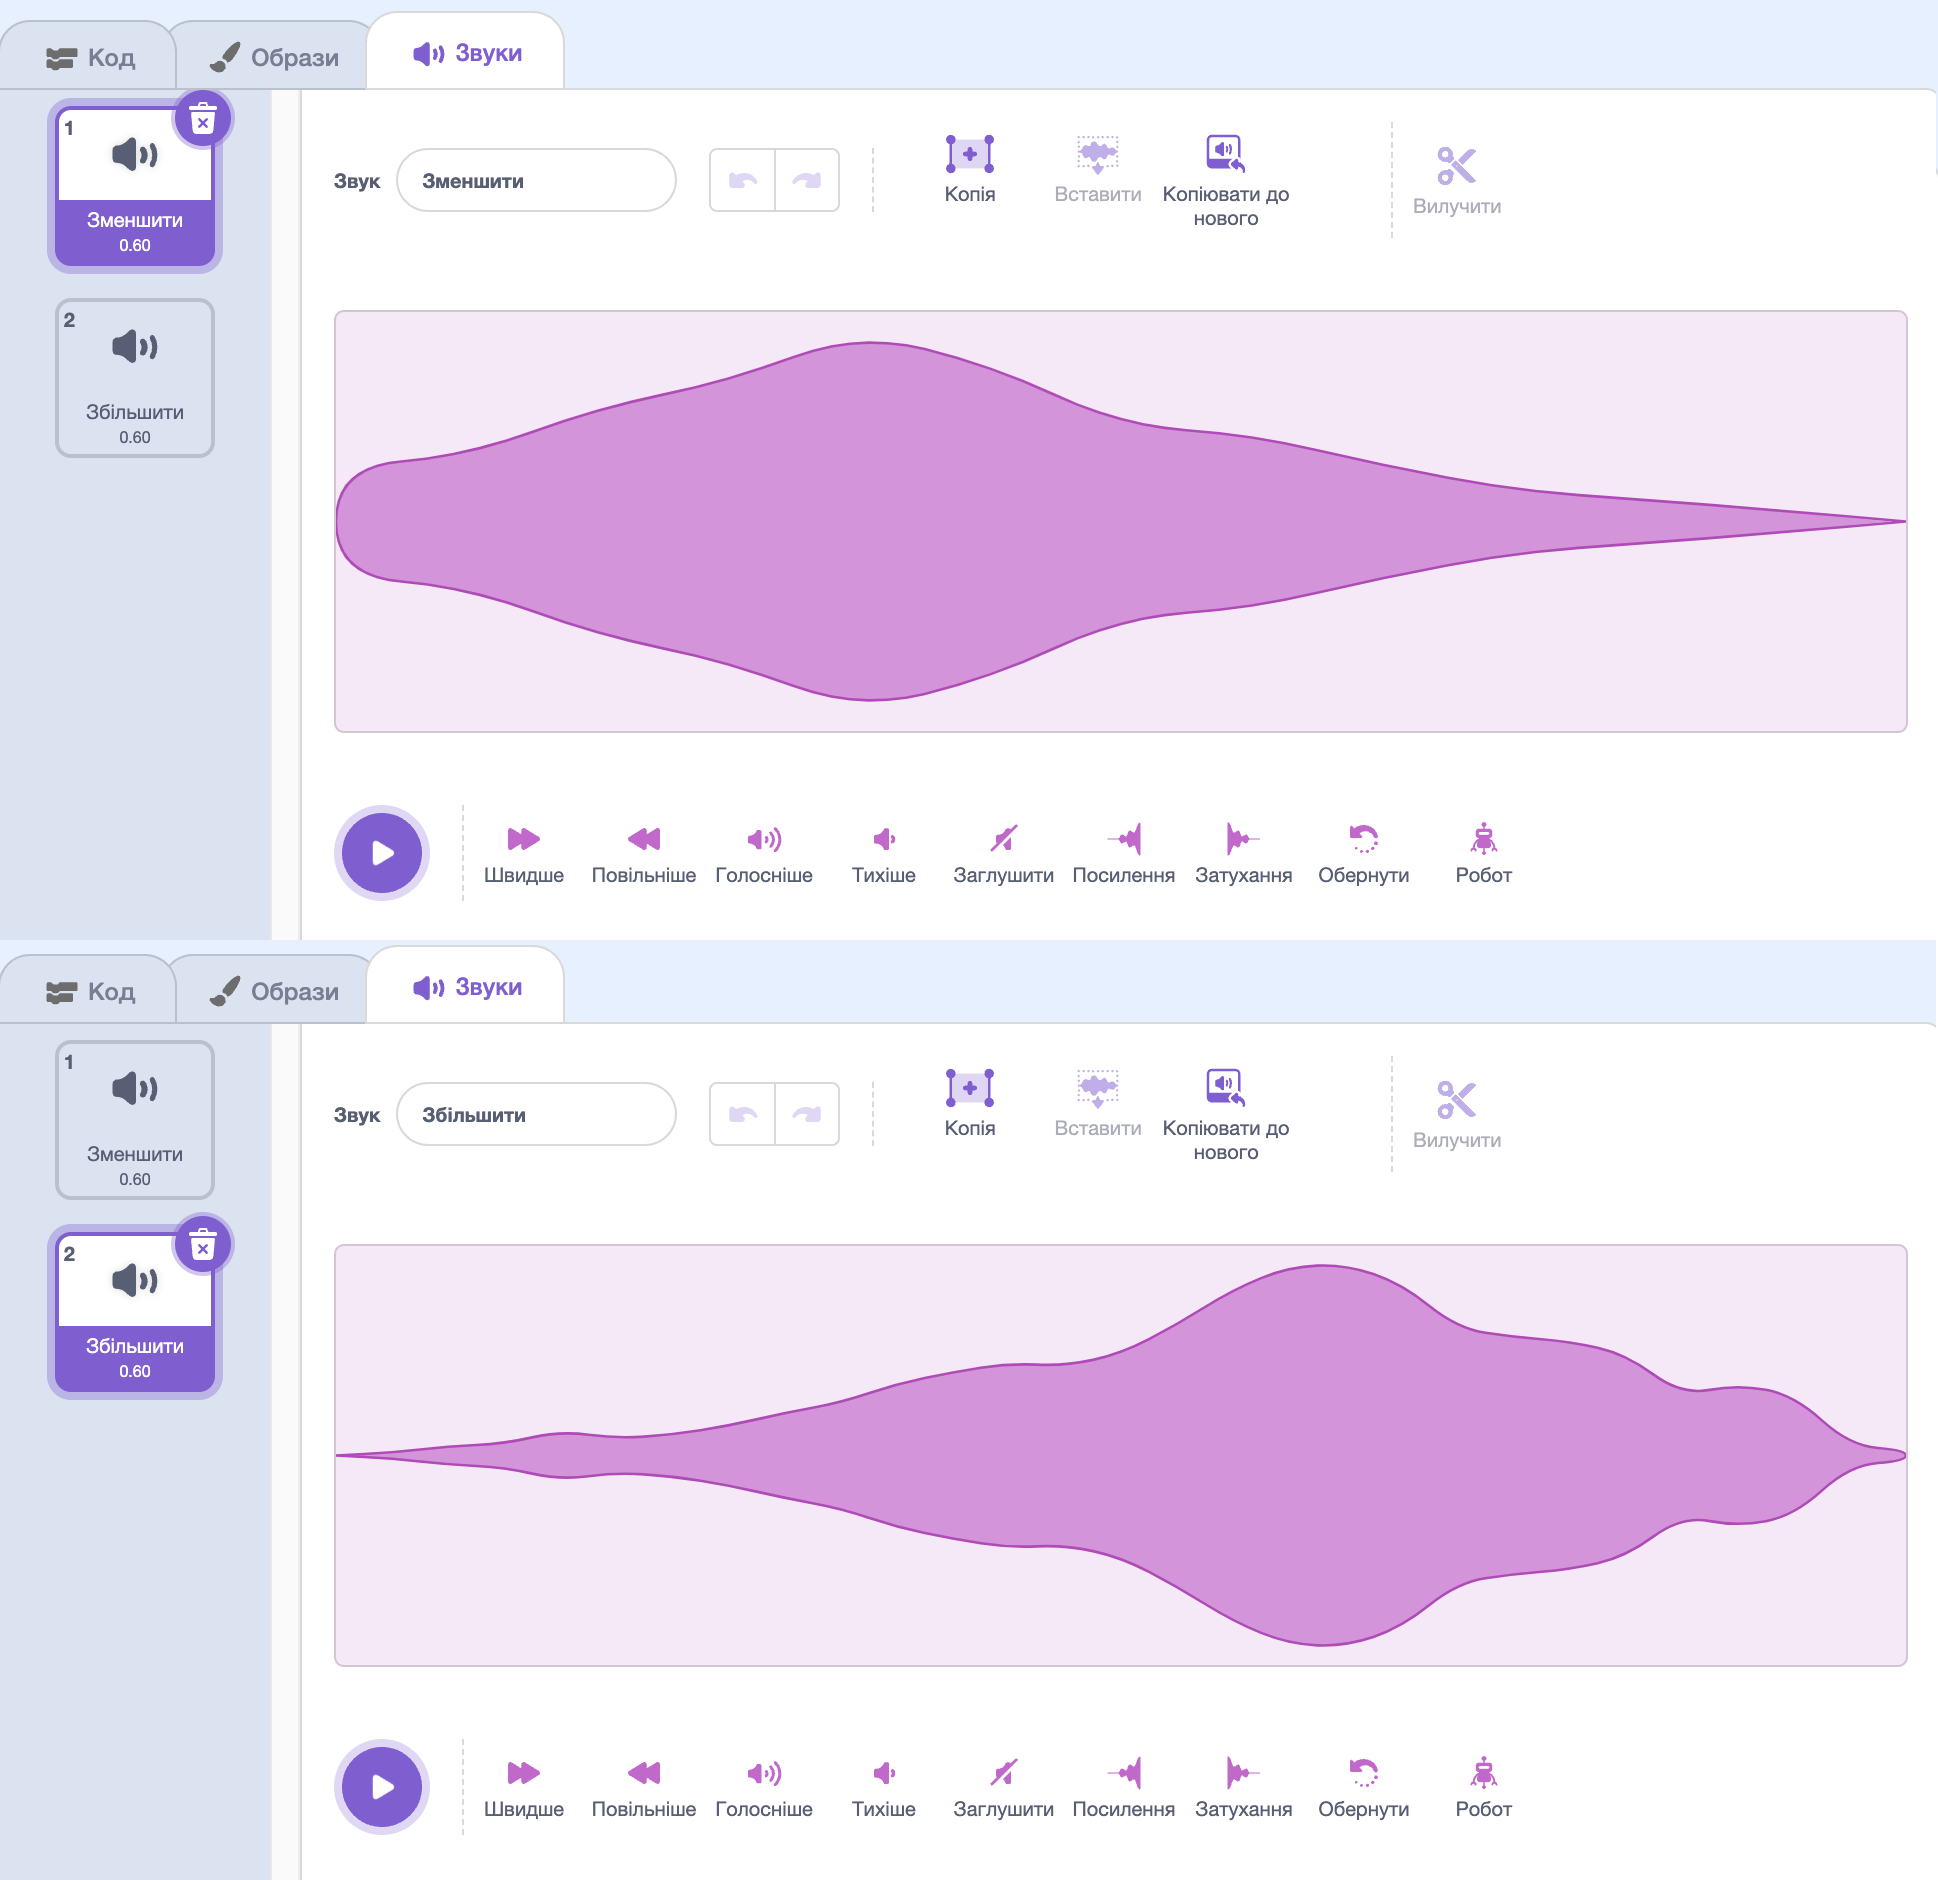 Код Образи Звуки
1
Зменшити
0.60
2
Збільшити
0.60
Звук Зменшити
Копія Вставити Копіювати до
нового
Вилучити
Швидше Повільніше Голосніше Тихіше Заглушити Посилення Затухання Обернути Робот
Код Образи Звуки
1
Зменшити
0.60
2
Збільшити
0.60
Звук Збільшити
Копія Вставити Копіювати до
нового
Вилучити
Швидше Повільніше Голосніше Тихіше Заглушити Посилення Затухання Обернути Робот